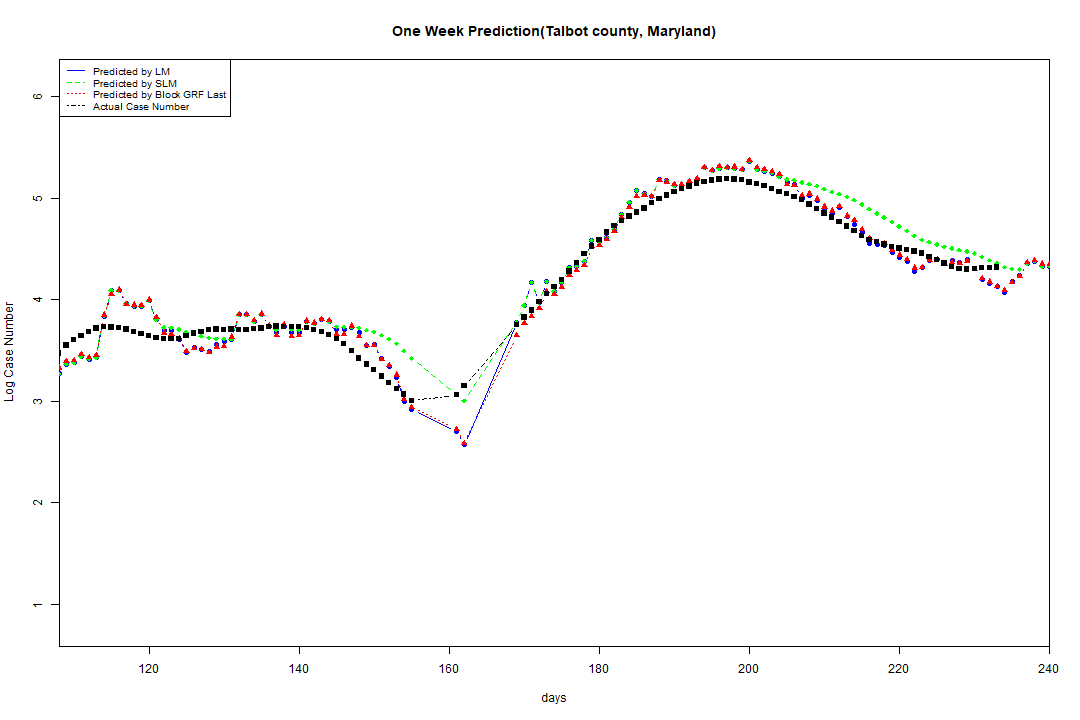 One Week Prediction(Talbot county, Maryland)
Predicted by LM
Predicted by SLM
Predicted by Block GRF Last
Actual Case Number
6
5
4
3
2
1
Log Case Number
120 140 160 180 200 220 240
days